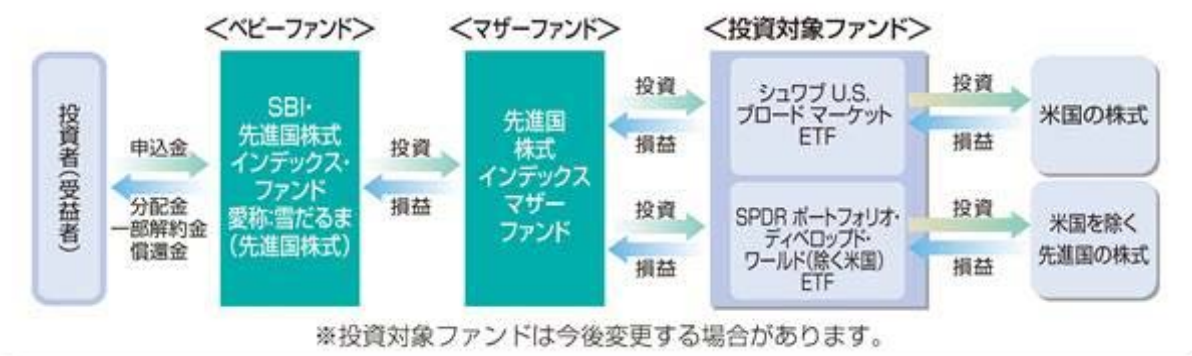 ＜ベビーファンド＞
＜マザーファンド＞
＜投資対象ファンド＞
投資者(受益者)
申込金
分配金
一部解約金
償還金
SBI・
先進国株式
インデックス・
ファンド
愛称:雪だるま
(先進国株式)
投資
損益
先進国
株式
インデックス
マザー
ファンド
投資
損益
投資
損益
シュワブ U.S.
ブロード マーケット
ETF
SPDR ポートフォリオ・
ディベロップド・
ワールド(除く米国)
ETF
投資
損益
投資
損益
米国の株式
米国を除く
先進国の株式
※投資対象ファンドは今後変更する場合があります。